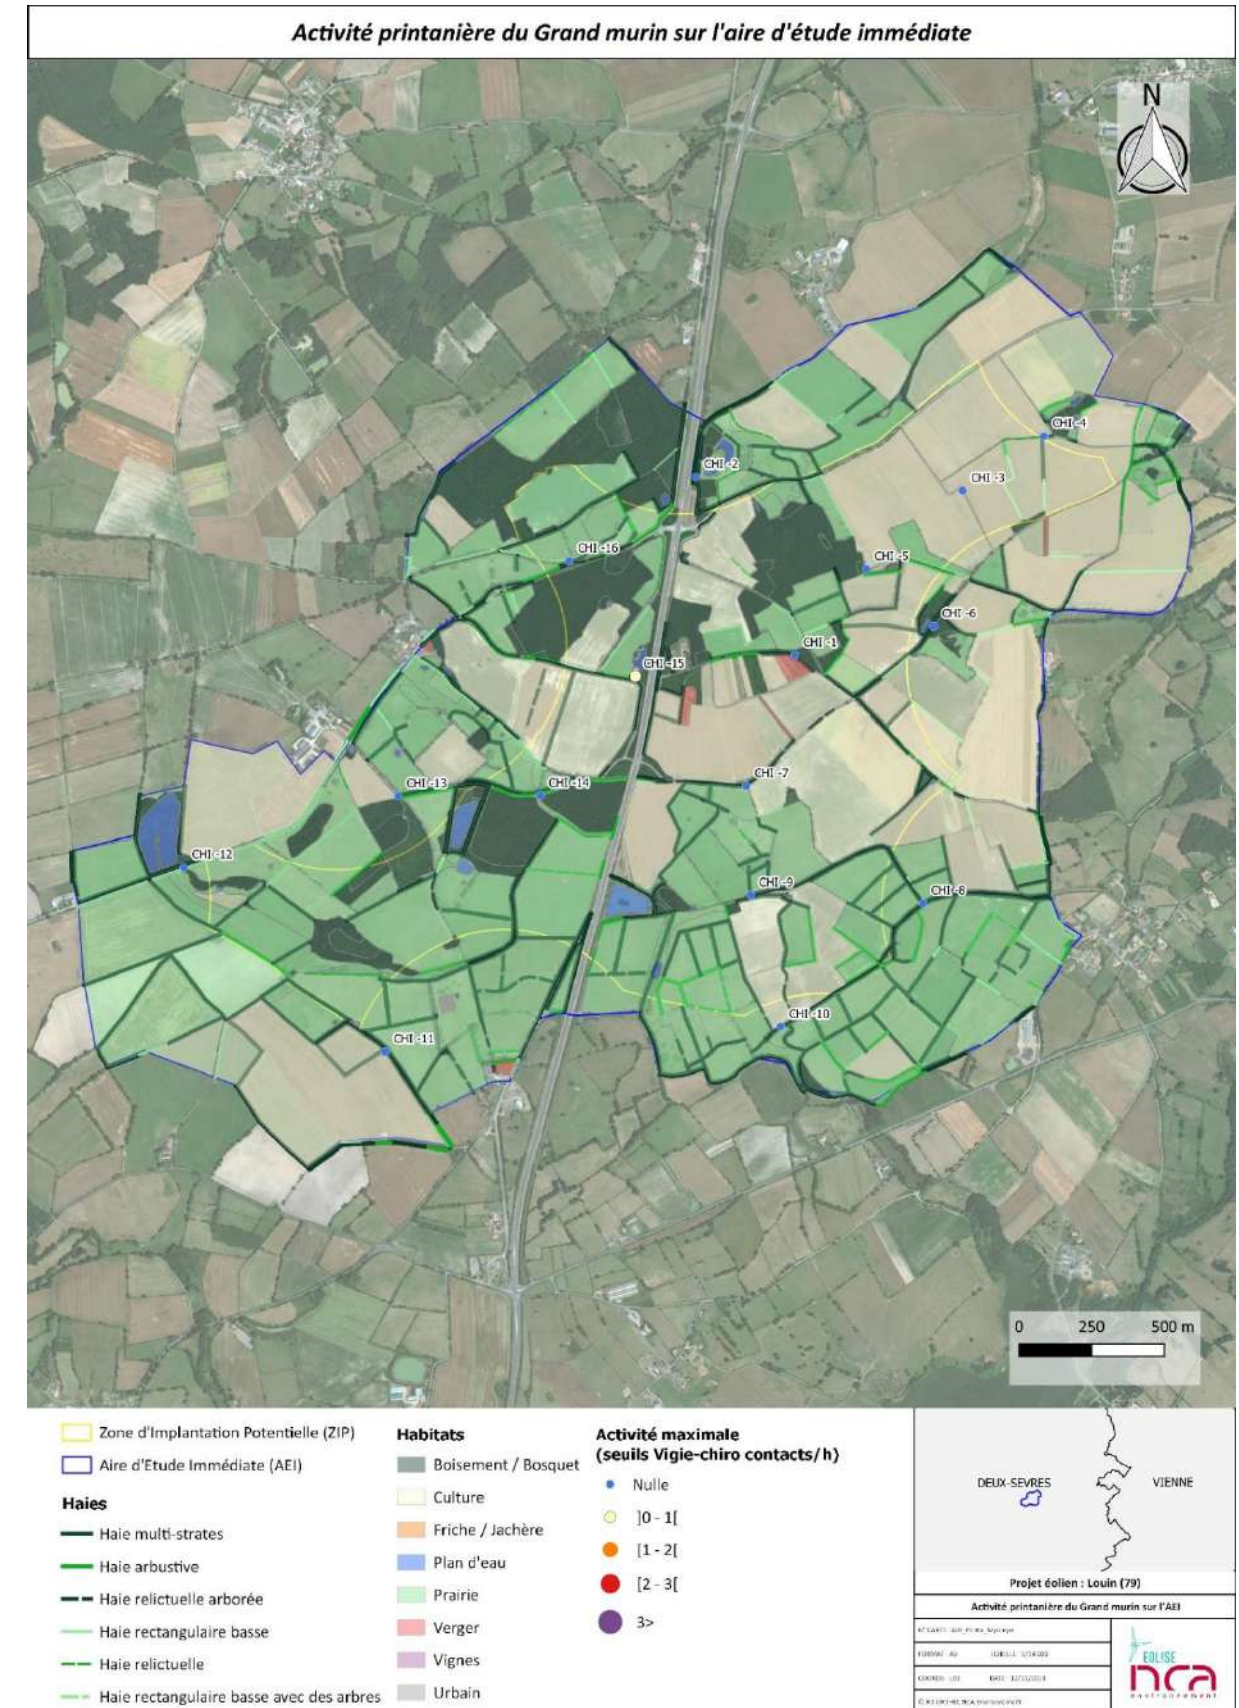 Activité printanière du Grand murin sur l'aire d'étude immédiate
N
CHI -4
CHI -2
CHI -3
CHI -16
CHI -5
CHI -6
CHI -1
CHI -15
CHI -7
CHI -13
CHI -14
CHI -12
CHI -9
CHI -8
CHI -10
CHI -11
0 250 500 m
Zone d'Implantation Potentielle (ZIP)
Aire d'Etude Immédiate (AEI)
Haies
Haie multi-strates
Haie arbustive
Haie relictuelle arborée
Haie rectangulaire basse
Haie relictuelle
Haie rectangulaire basse avec des arbres
Habitats
Boisement / Bosquet
Culture
Friche / Jachère
Plan d'eau
Prairie
Verger
Vignes
Urbain
Activité maximale
(seuils Vigie-chiro contacts/h)
Nulle
]0 - 1[
[1 - 2[
[2 - 3[
3>
DEUX-SEVRES
VIENNE
Projet éolien : Louin (79)
Activité printanière du Grand murin sur l'AEI
EOLISE
nca
environnement